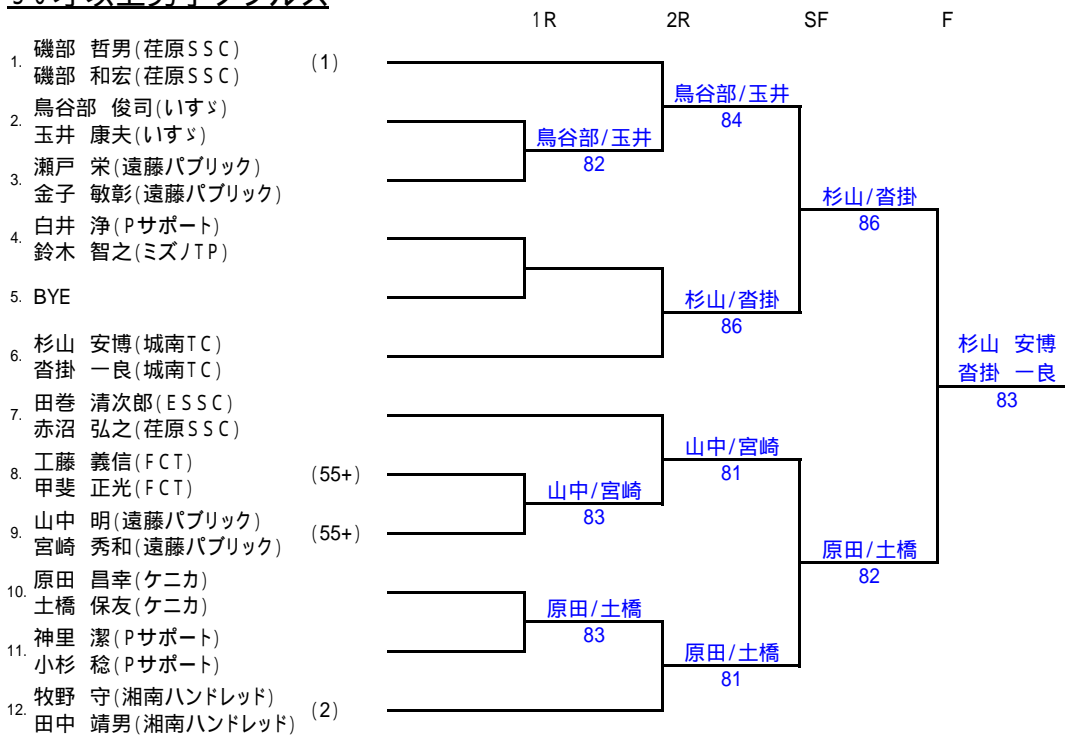 1R 2R SF F
1. 磯部 哲男(荏原SSC) (1)
磯部 和宏(荏原SSC)
2. 鳥谷部 俊司(いすゞ)
玉井 康夫(いすゞ)
3. 瀬戸 栄(遠藤パブリック)
金子 敏彰(遠藤パブリック)
4. 白井 浄(Pサポート)
鈴木 智之(ミズノTP)
5. BYE
6. 杉山 安博(城南TC)
沓掛 一良(城南TC)
7. 田巻 清次郎(ESSC)
赤沼 弘之(荏原SSC)
8. 工藤 義信(FCT) (55+)
甲斐 正光(FCT)
9. 山中 明(遠藤パブリック) (55+)
宮崎 秀和(遠藤パブリック)
10. 原田 昌幸(ケニカ)
土橋 保友(ケニカ)
11. 神里 潔(Pサポート)
小杉 稔(Pサポート)
12. 牧野 守(湘南ハンドレッド) (2)
田中 靖男(湘南ハンドレッド)
鳥谷部/玉井
82
山中/宮崎
83
原田/土橋
83
鳥谷部/玉井
84
杉山/沓掛
86
山中/宮崎
81
原田/土橋
81
杉山/沓掛
86
原田/土橋
82
杉山 安博
沓掛 一良
83